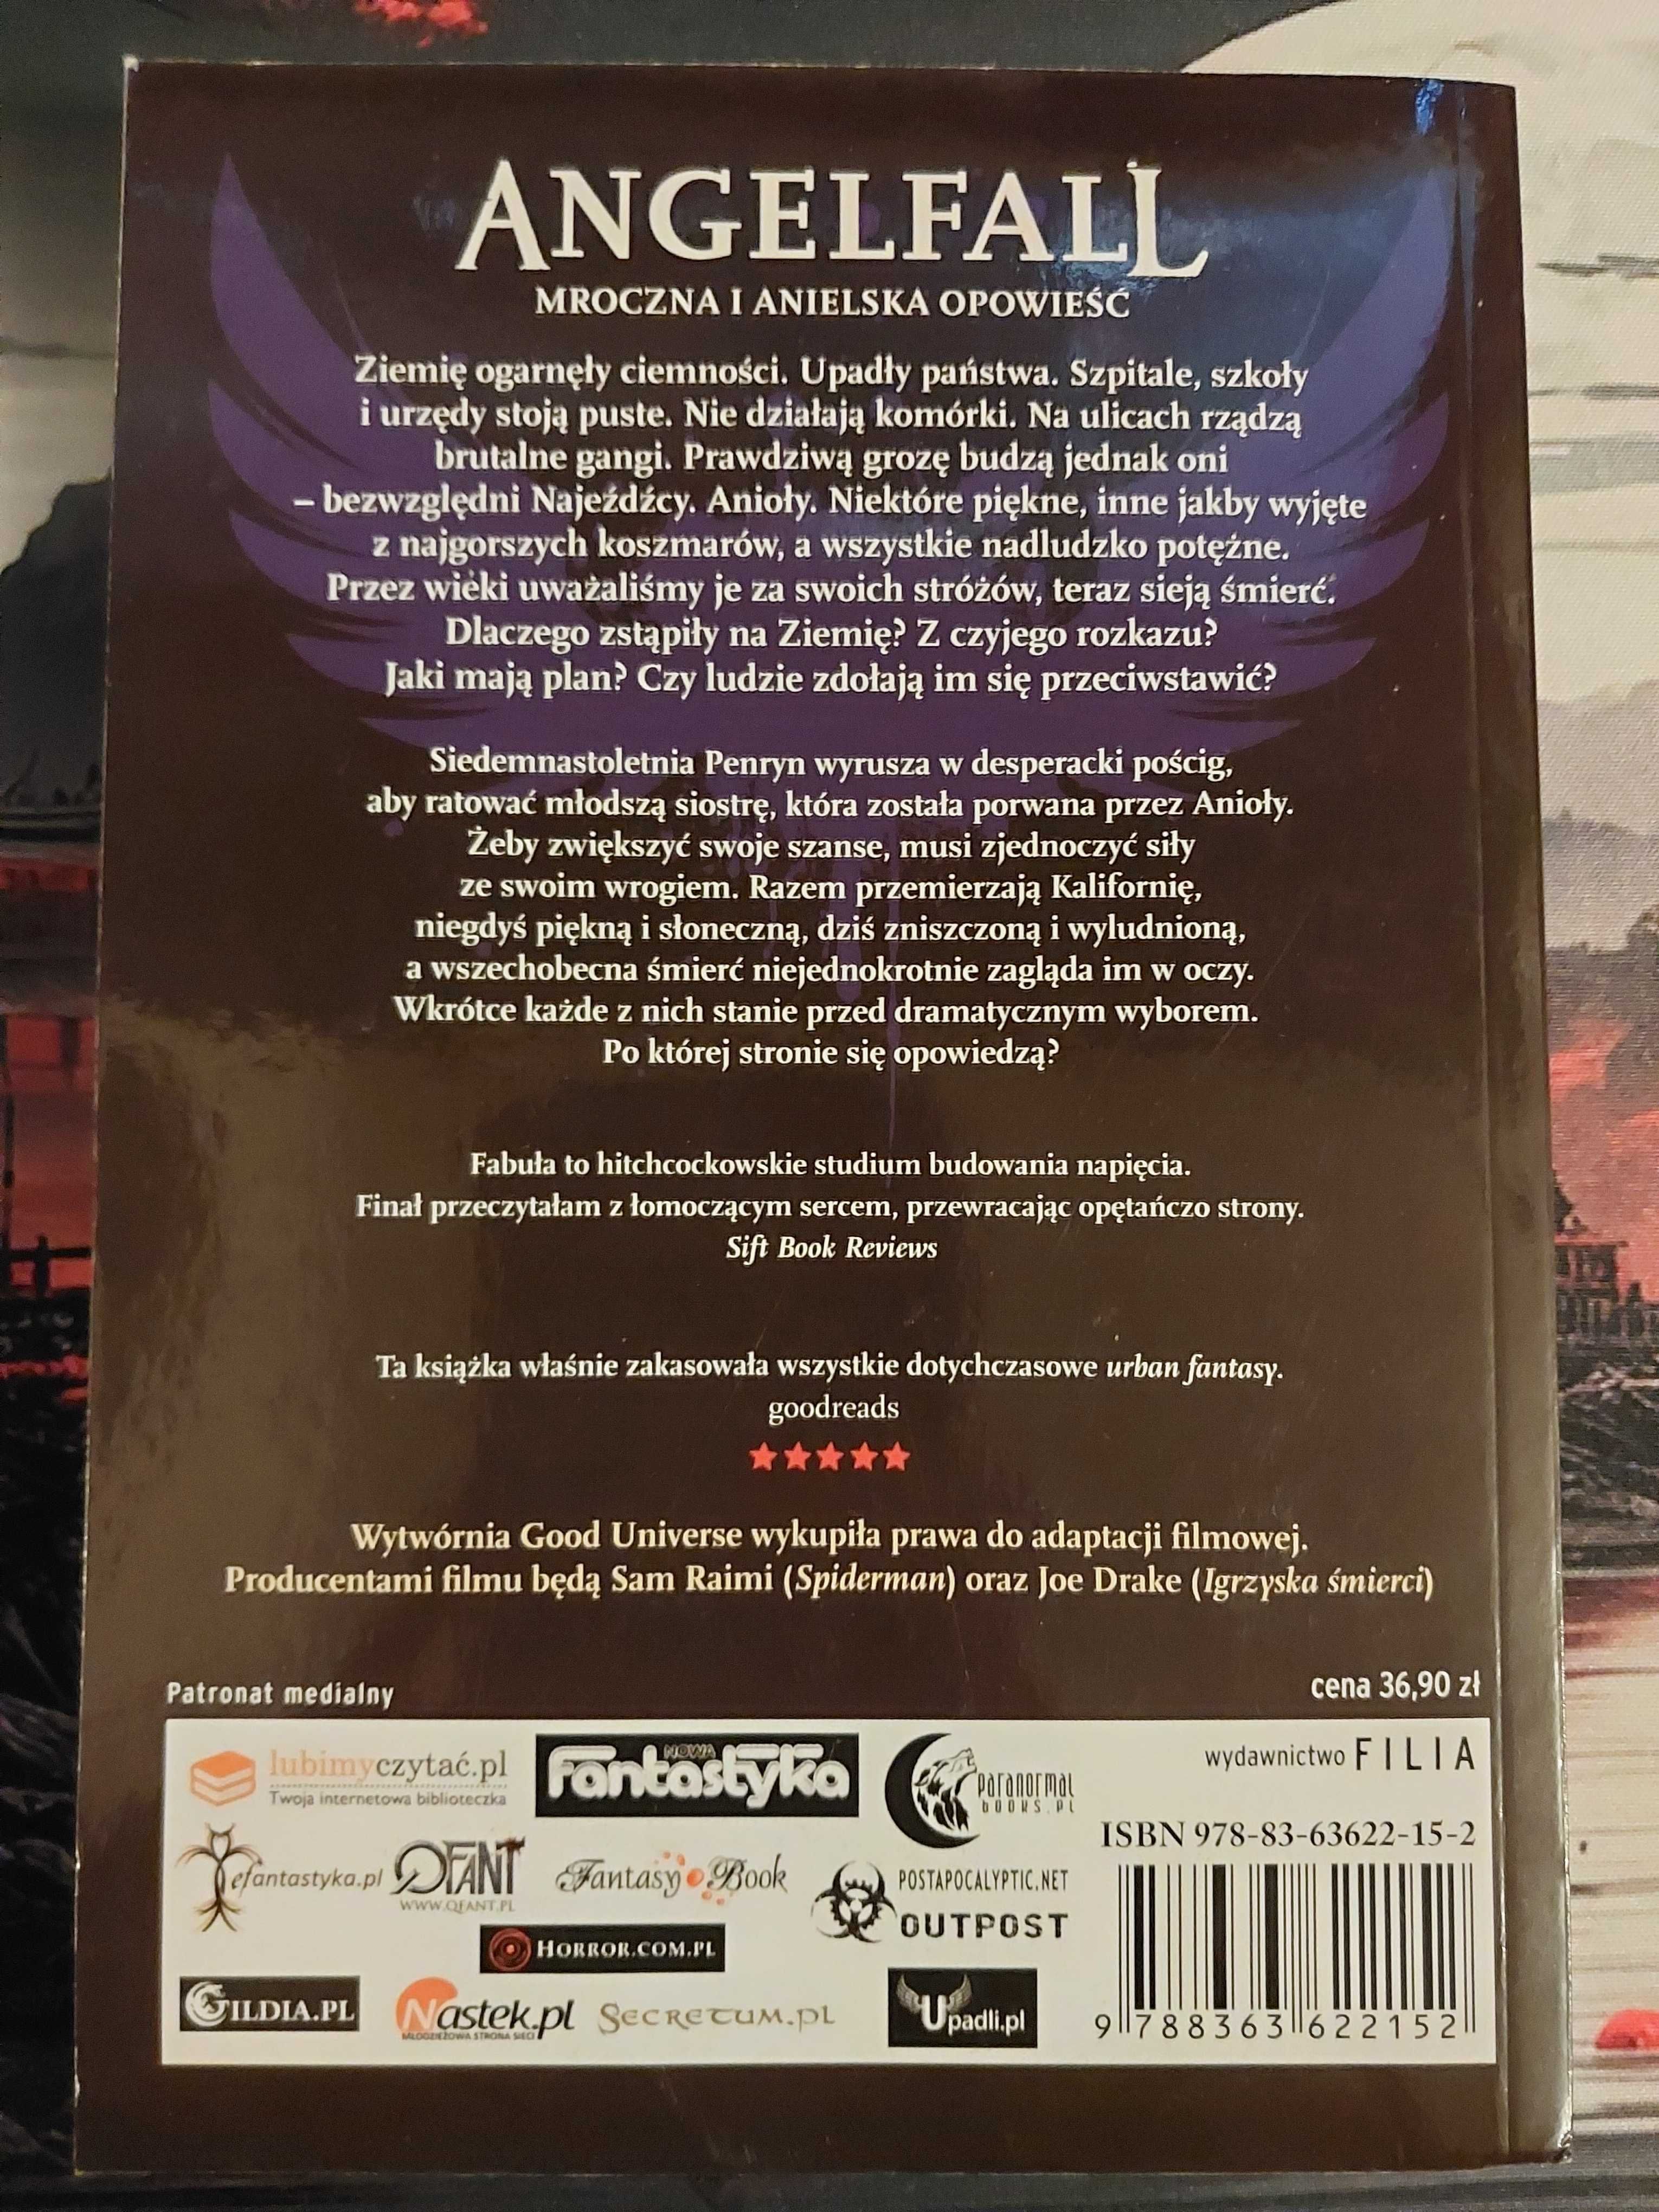 ANGELFALL
MROCZNA I ANIELSKA OPOWIEŚĆ
Ziemię ogarnęły ciemności. Upadły państwa. Szpitale, szkoły
i urzędy stoją puste. Nie działają komórki. Na ulicach rządzą
brutalne gangi. Prawdziwą grozę budzą jednak oni
– bezwzględni Najeźdźcy. Anioły. Niektóre piękne, inne jakby wyjęte
z najgorszych koszmarów, a wszystkie nadludzko potężne.
Przez wieki uważaliśmy je za swoich stróżów, teraz sieją śmierć.
Dlaczego zstąpiły na Ziemię? Z czyjego rozkazu?
Jaki mają plan? Czy ludzie zdołają im się przeciwstawić?
Siedemnastoletnia Penryn wyrusza w desperacki pościg,
aby ratować młodszą siostrę, która została porwana przez Anioły.
Żeby zwiększyć swoje szanse, musi zjednoczyć siły
ze swoim wrogiem. Razem przemierzają Kalifornię,
niegdyś piękną i słoneczną, dziś zniszczoną i wyludnioną,
a wszechobecna śmierć niejednokrotnie zagląda im w oczy.
Wkrótce każde z nich stanie przed dramatycznym wyborem.
Po której stronie się opowiedzą?
Fabuła to hitchcockowskie studium budowania napięcia.
Finał przeczytałam z łomoczącym sercem, przewracając opętańczo strony.
Sift Book Reviews
Ta książka właśnie zakasowała wszystkie dotychczasowe urban fantasy.
goodreads
★★★★★
Wytwórnia Good Universe wykupiła prawa do adaptacji filmowej.
Producentami filmu będą Sam Raimi (Spiderman) oraz Joe Drake (Igrzyska śmierci)
Patronat medialny
cena 36,90 zł
lubimyczytać.pl
Twoja internetowa biblioteczka
NOWA
Fantastyka
PARANORMAL
BOOKS.PL
wydawnictwo FILIA
efantastyka.pl
QFANT
WWW.QFANT.PL
Fantasy Book
POSTAPOCALYPTIC.NET
OUTPOST
ISBN 978-83-63622-15-2
HORROR.COM.PL
GILDIA.PL
Nastek.pl
MŁODZIEŻOWA STRONA SIECI
SECRETUM.PL
Upadli.pl
9 788363 622152